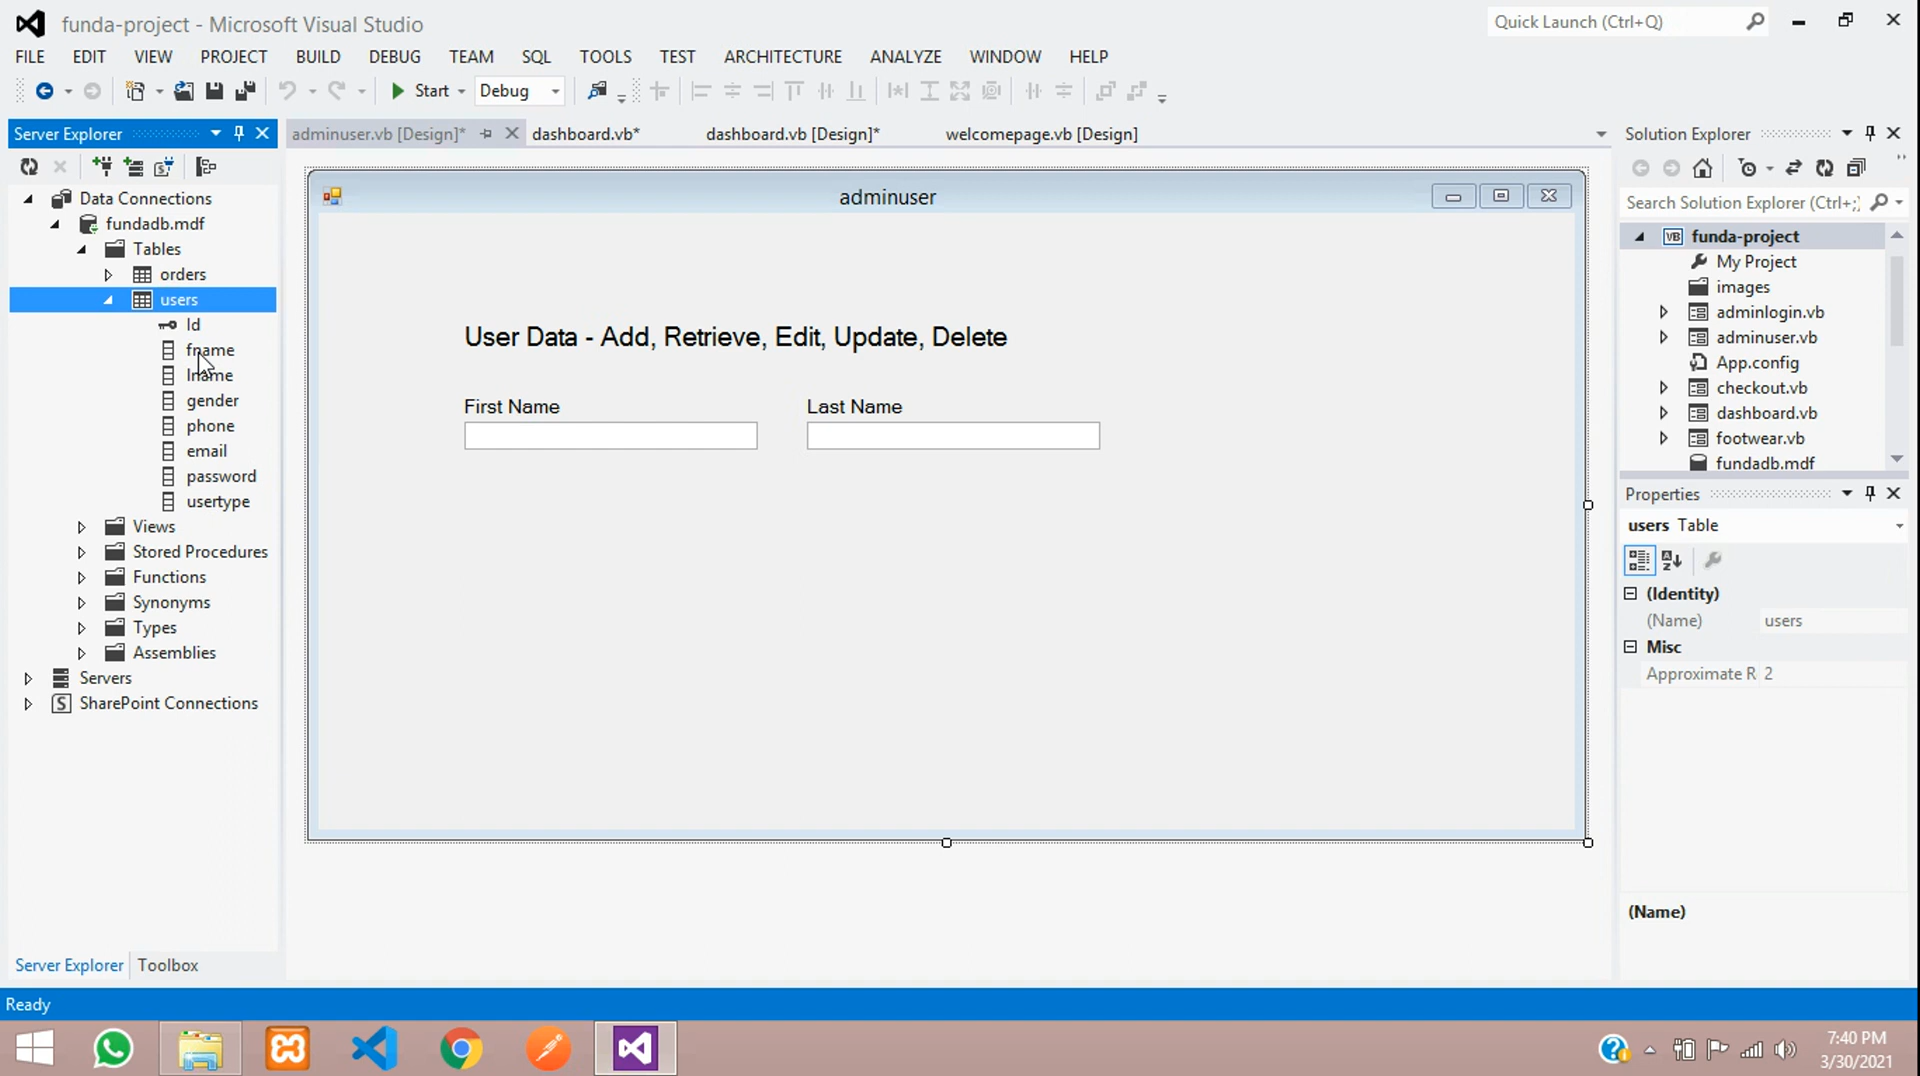 funda-project - Microsoft Visual Studio
Quick Launch (Ctrl+Q)
FILE EDIT VIEW PROJECT BUILD DEBUG TEAM SQL TOOLS TEST ARCHITECTURE ANALYZE WINDOW HELP
Start Debug
Server Explorer
adminuser.vb [Design]* dashboard.vb* dashboard.vb [Design]* welcomepage.vb [Design]
Data Connections
fundadb.mdf
Tables
orders
users
Id
fname
lname
gender
phone
email
password
usertype
Views
Stored Procedures
Functions
Synonyms
Types
Assemblies
Servers
SharePoint Connections
Server Explorer Toolbox
adminuser
User Data - Add, Retrieve, Edit, Update, Delete
First Name Last Name
Solution Explorer
Search Solution Explorer (Ctrl+;)
VB funda-project
My Project
images
adminlogin.vb
adminuser.vb
App.config
checkout.vb
dashboard.vb
footwear.vb
fundadb.mdf
Properties
users Table
(Identity)
(Name) users
Misc
Approximate R 2
(Name)
Ready
7:40 PM
3/30/2021